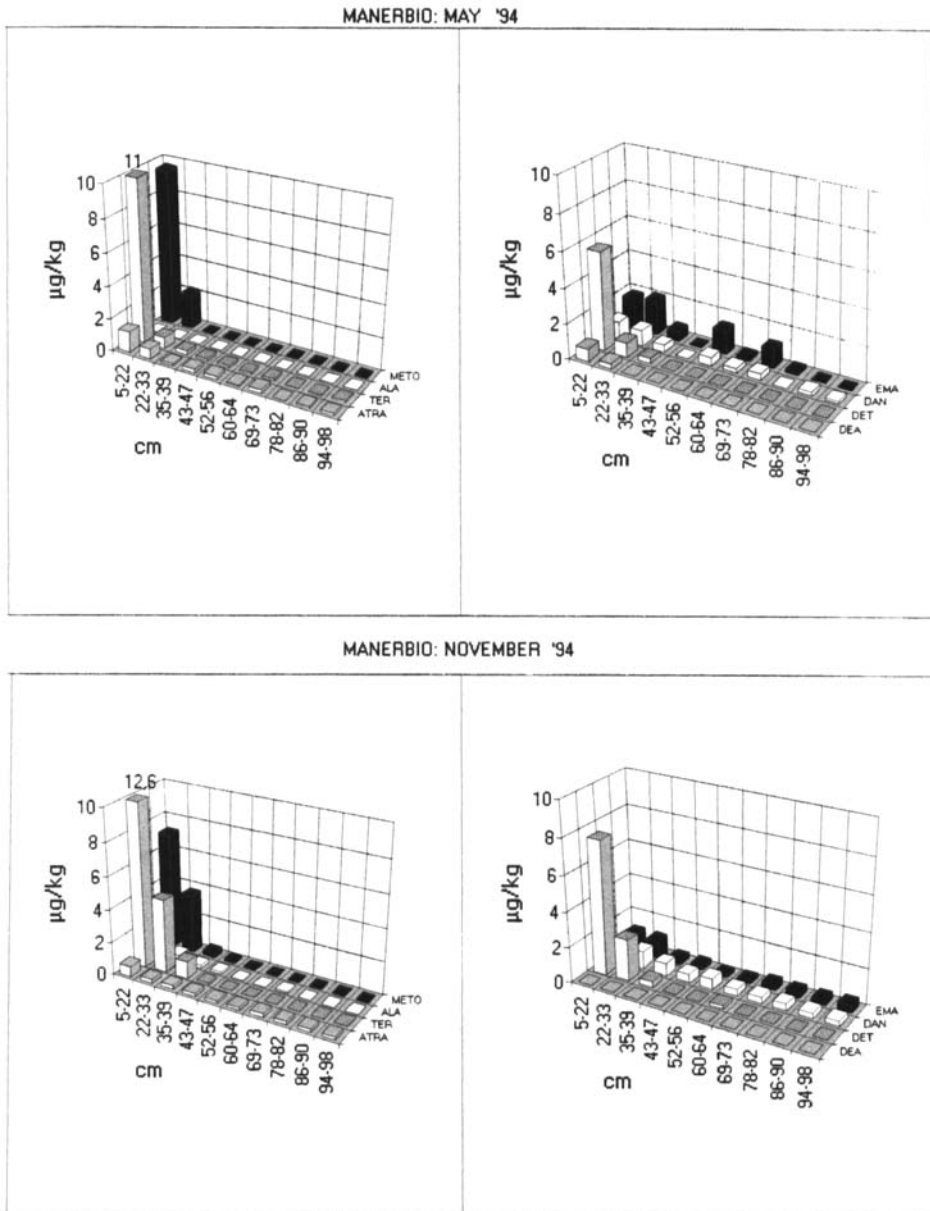 MANERBIO: MAY '94
11
10
8
6
4
2
0
µg/kg
5-22
22-33
35-39
43-47
52-56
60-64
69-73
78-82
86-90
94-98
cm
METO
ALA
TER
ATRA
10
8
6
4
2
0
µg/kg
5-22
22-33
35-39
43-47
52-56
60-64
69-73
78-82
86-90
94-98
cm
EMA
DAN
DET
DEA
MANERBIO: NOVEMBER '94
12,6
10
8
6
4
2
0
µg/kg
5-22
22-33
35-39
43-47
52-56
60-64
69-73
78-82
86-90
94-98
cm
METO
ALA
TER
ATRA
10
8
6
4
2
0
µg/kg
5-22
22-33
35-39
43-47
52-56
60-64
69-73
78-82
86-90
94-98
cm
EMA
DAN
DET
DEA